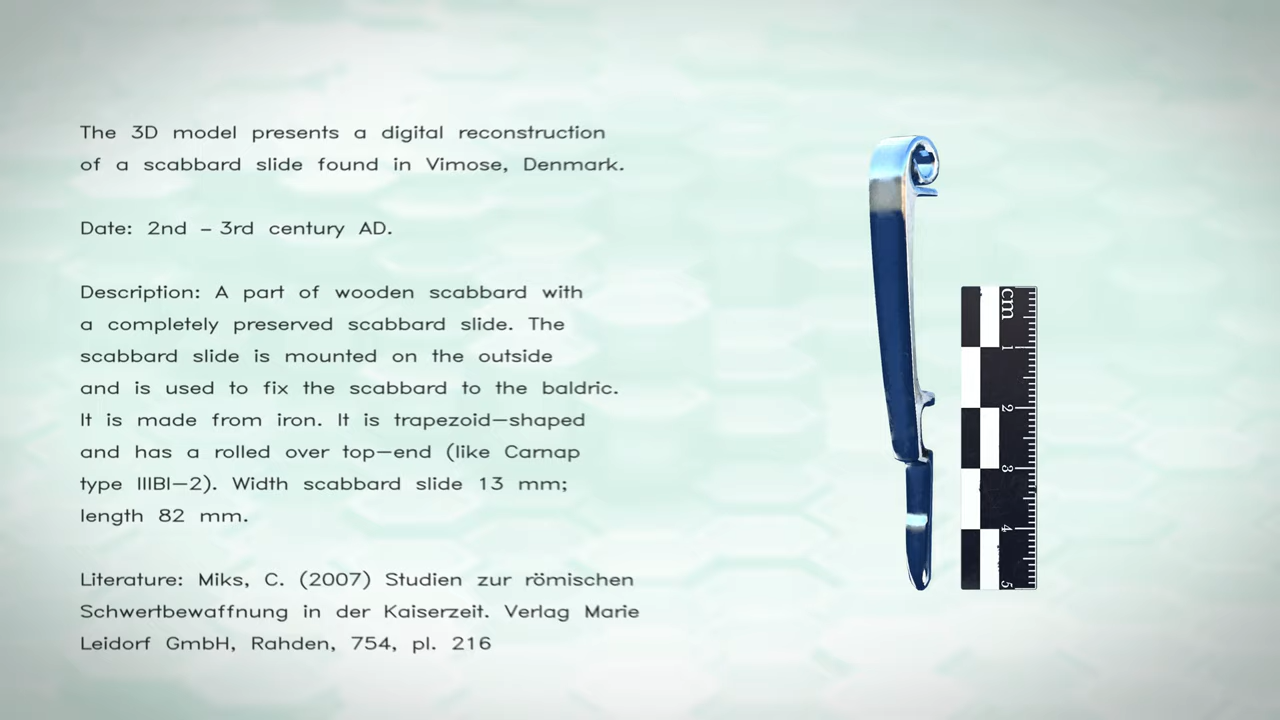 The 3D model presents a digital reconstruction
of a scabbard slide found in Vimose, Denmark.
Date: 2nd - 3rd century AD.
Description: A part of wooden scabbard with
a completely preserved scabbard slide. The
scabbard slide is mounted on the outside
and is used to fix the scabbard to the baldric.
It is made from iron. It is trapezoid-shaped
and has a rolled over top-end (like Carnap
type IIIBI-2). Width scabbard slide 13 mm;
length 82 mm.
Literature: Miks, C. (2007) Studien zur römischen
Schwertbewaffnung in der Kaiserzeit. Verlag Marie
Leidorf GmbH, Rahden, 754, pl. 216
cm
1
2
3
4
5